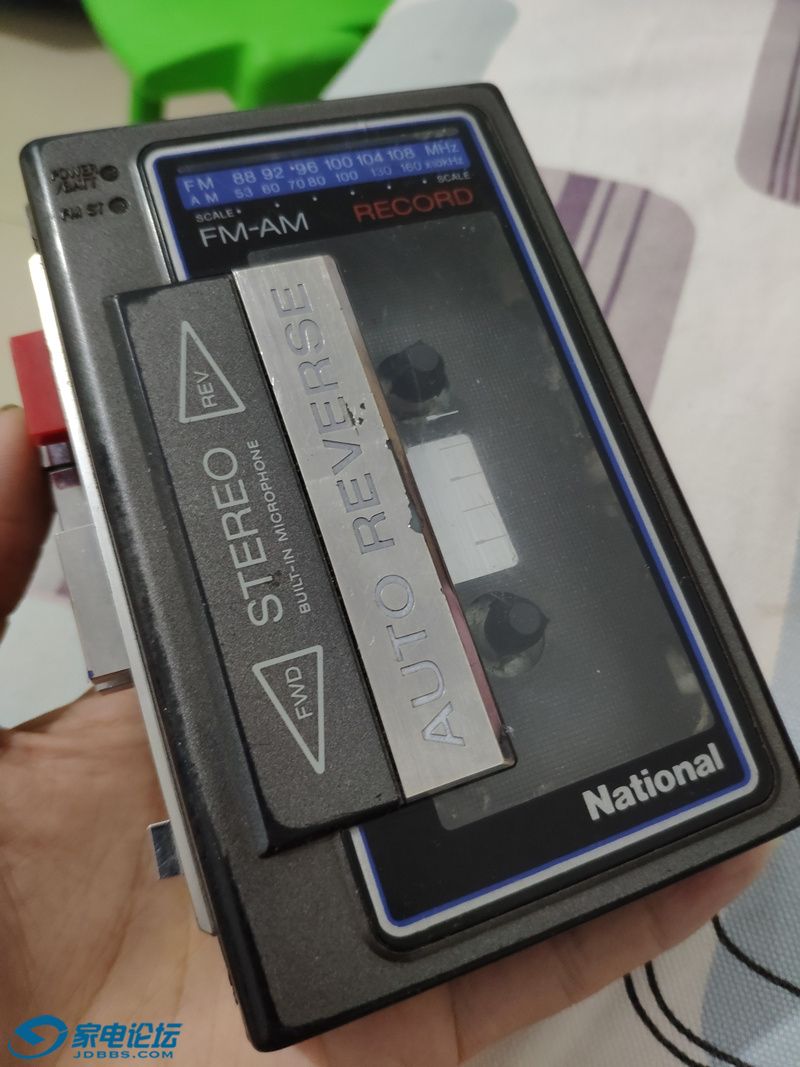 POWER
/BATT
FM ST
FM 88 92 •96 100 104 108 MHz
AM 53 60 70 80 100 130 160 x10kHz
SCALE
SCALE
FM-AM
RECORD
REV
STEREO
BUILT-IN MICROPHONE
FWD
AUTO REVERSE
National
家电论坛
JDBBS.COM